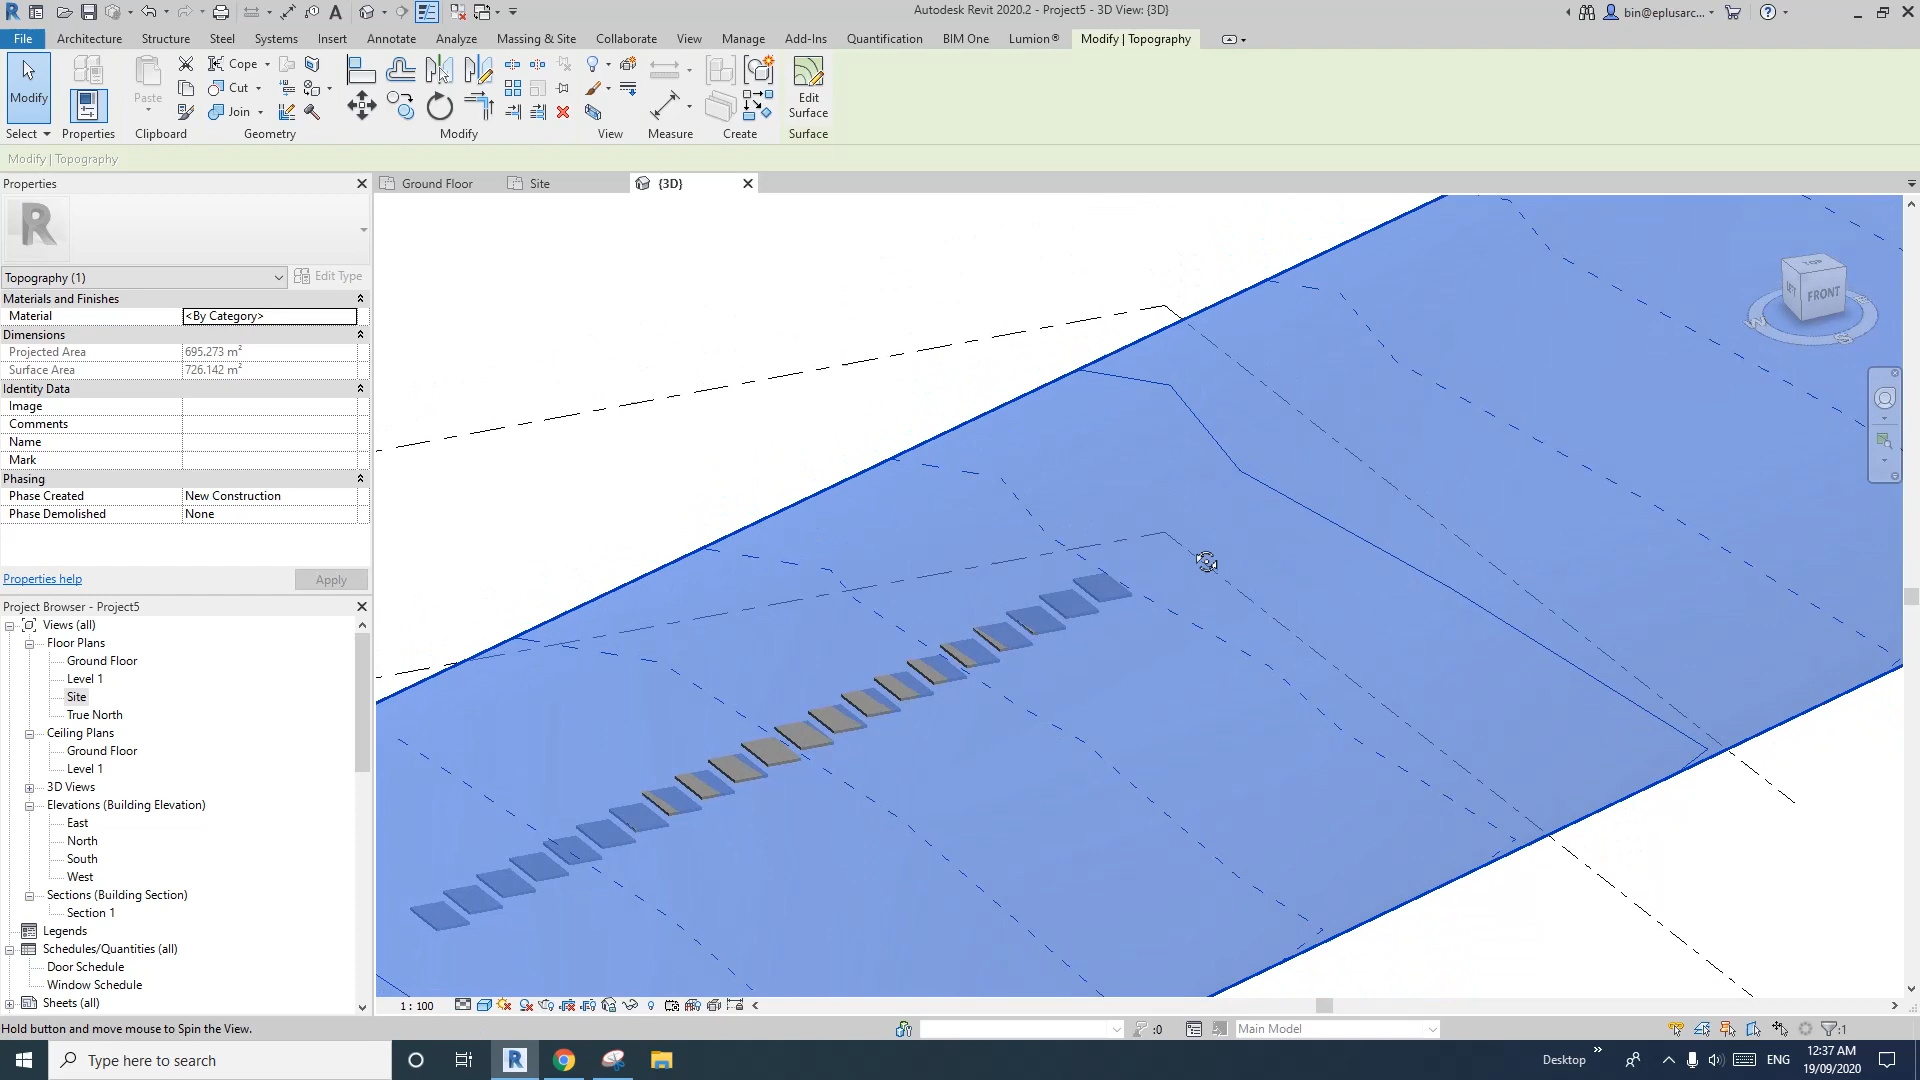 Autodesk Revit 2020.2 - Project5 - 3D View: {3D}
bin@eplusarc...
File
Architecture
Structure
Steel
Systems
Insert
Annotate
Analyze
Massing & Site
Collaborate
View
Manage
Add-Ins
Quantification
BIM One
Lumion®
Modify | Topography
Modify
Paste
Cope
Cut
Join
Edit
Surface
Select
Properties
Clipboard
Geometry
Modify
View
Measure
Create
Surface
Modify | Topography
Properties
Ground Floor
Site
{3D}
Topography (1)
Edit Type
Materials and Finishes
Material
<By Category>
Dimensions
Projected Area
695.273 m²
Surface Area
726.142 m²
Identity Data
Image
Comments
Name
Mark
Phasing
Phase Created
New Construction
Phase Demolished
None
Properties help
Apply
TOP
LEFT
FRONT
W
S
Project Browser - Project5
Views (all)
Floor Plans
Ground Floor
Level 1
Site
True North
Ceiling Plans
Ground Floor
Level 1
3D Views
Elevations (Building Elevation)
East
North
South
West
Sections (Building Section)
Section 1
Legends
Schedules/Quantities (all)
Door Schedule
Window Schedule
Sheets (all)
1 : 100
Hold button and move mouse to Spin the View.
:0
Main Model
:1
Type here to search
Desktop
ENG
12:37 AM
19/09/2020